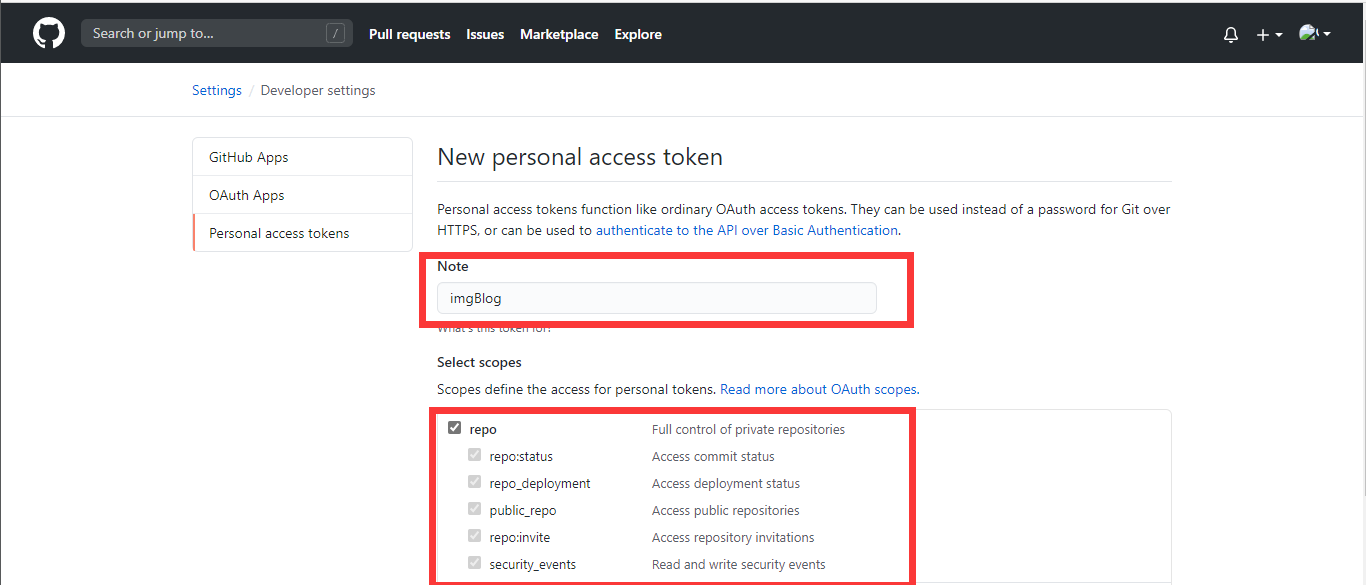 Search or jump to... / Pull requests Issues Marketplace Explore
Settings / Developer settings
GitHub Apps
OAuth Apps
Personal access tokens
New personal access token
Personal access tokens function like ordinary OAuth access tokens. They can be used instead of a password for Git over
HTTPS, or can be used to authenticate to the API over Basic Authentication.
Note
imgBlog
What's this token for?
Select scopes
Scopes define the access for personal tokens. Read more about OAuth scopes.
repo Full control of private repositories
repo:status Access commit status
repo_deployment Access deployment status
public_repo Access public repositories
repo:invite Access repository invitations
security_events Read and write security events